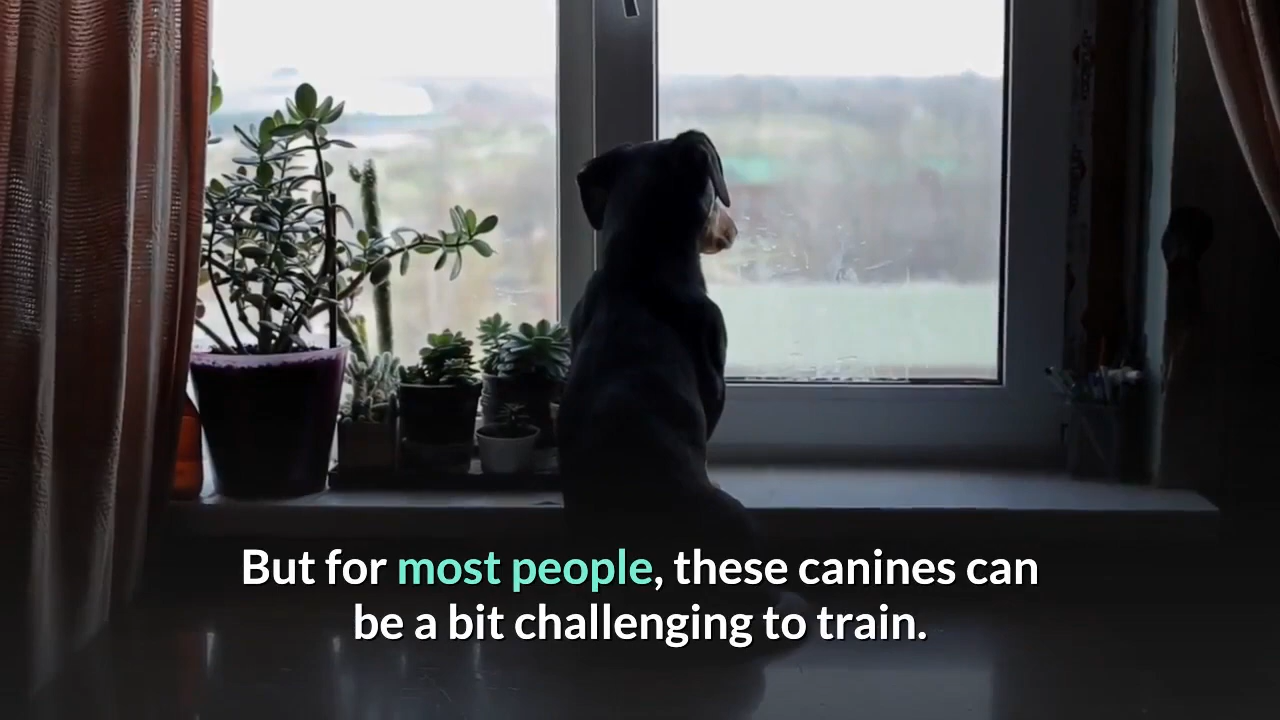 But for most people, these canines can
be a bit challenging to train.